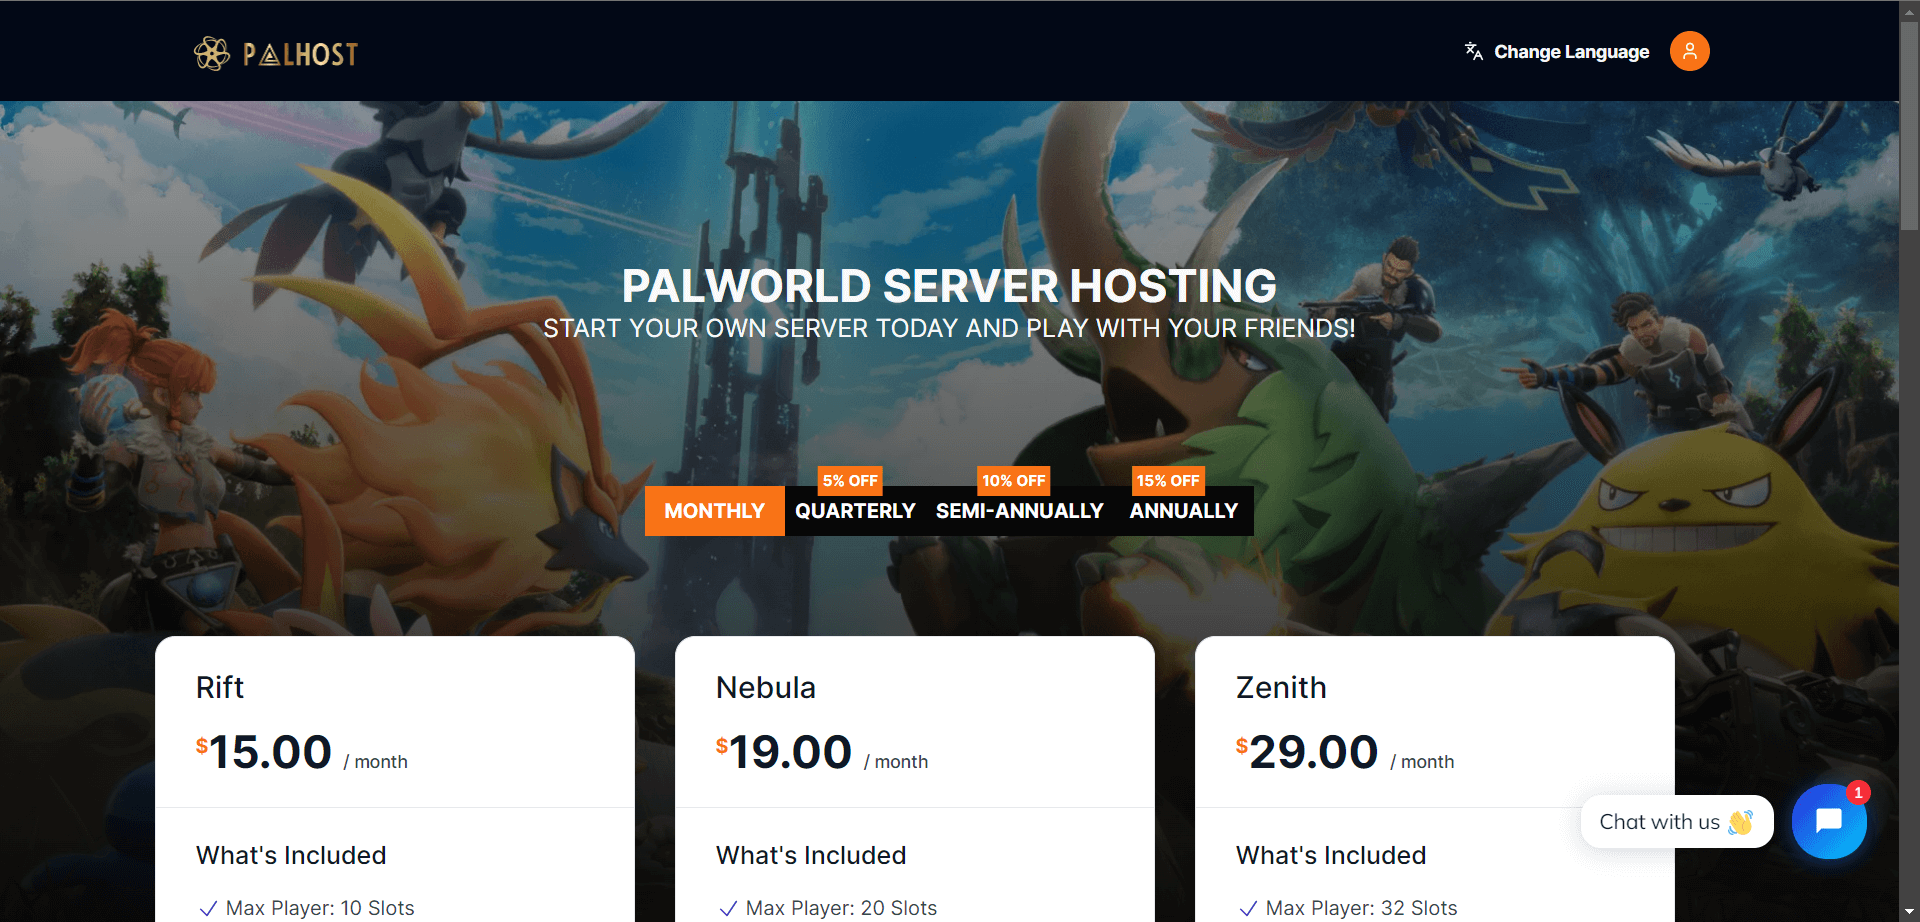 PALHOST
Change Language
PALWORLD SERVER HOSTING
START YOUR OWN SERVER TODAY AND PLAY WITH YOUR FRIENDS!
5% OFF
10% OFF
15% OFF
MONTHLY
QUARTERLY
SEMI-ANNUALLY
ANNUALLY
Rift
$15.00 / month
What's Included
Max Player: 10 Slots
Nebula
$19.00 / month
What's Included
Max Player: 20 Slots
Zenith
$29.00 / month
What's Included
Max Player: 32 Slots
Chat with us 👋
1